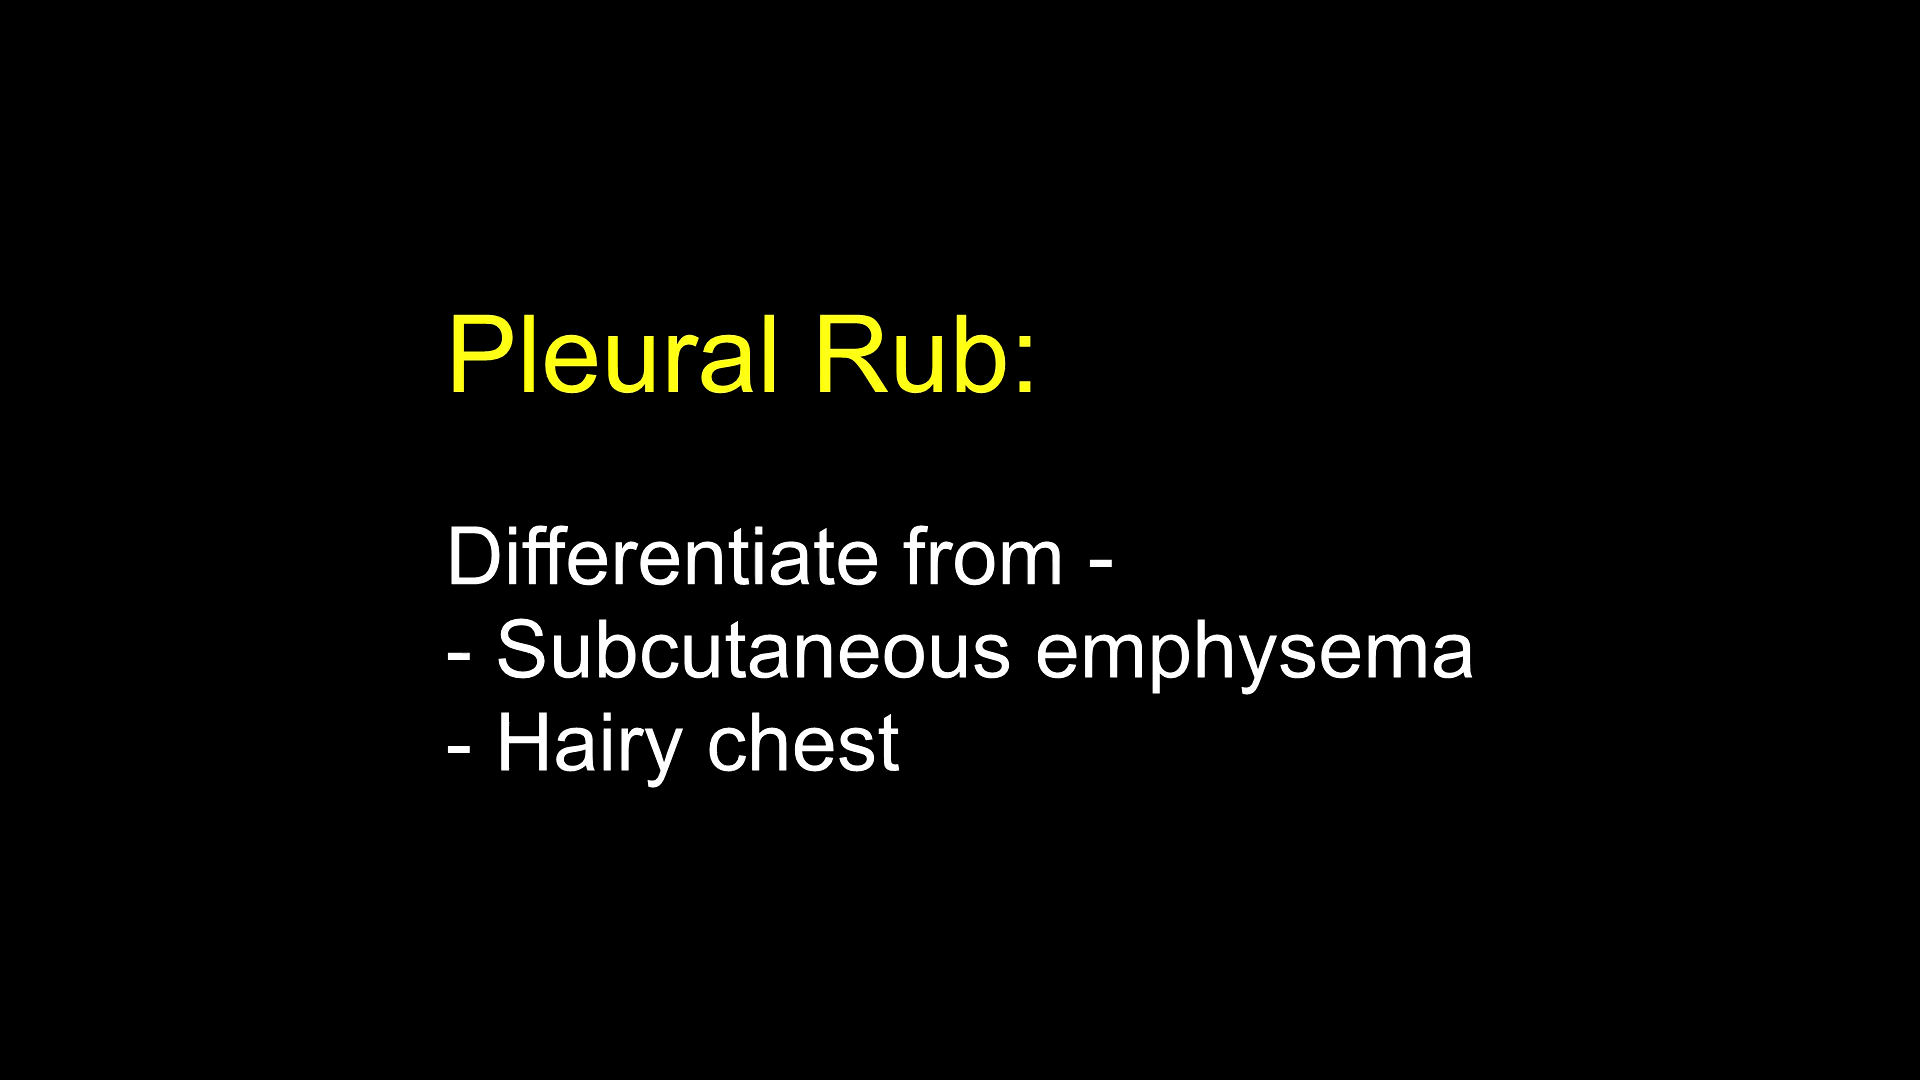 Pleural Rub:
Differentiate from -
- Subcutaneous emphysema
- Hairy chest